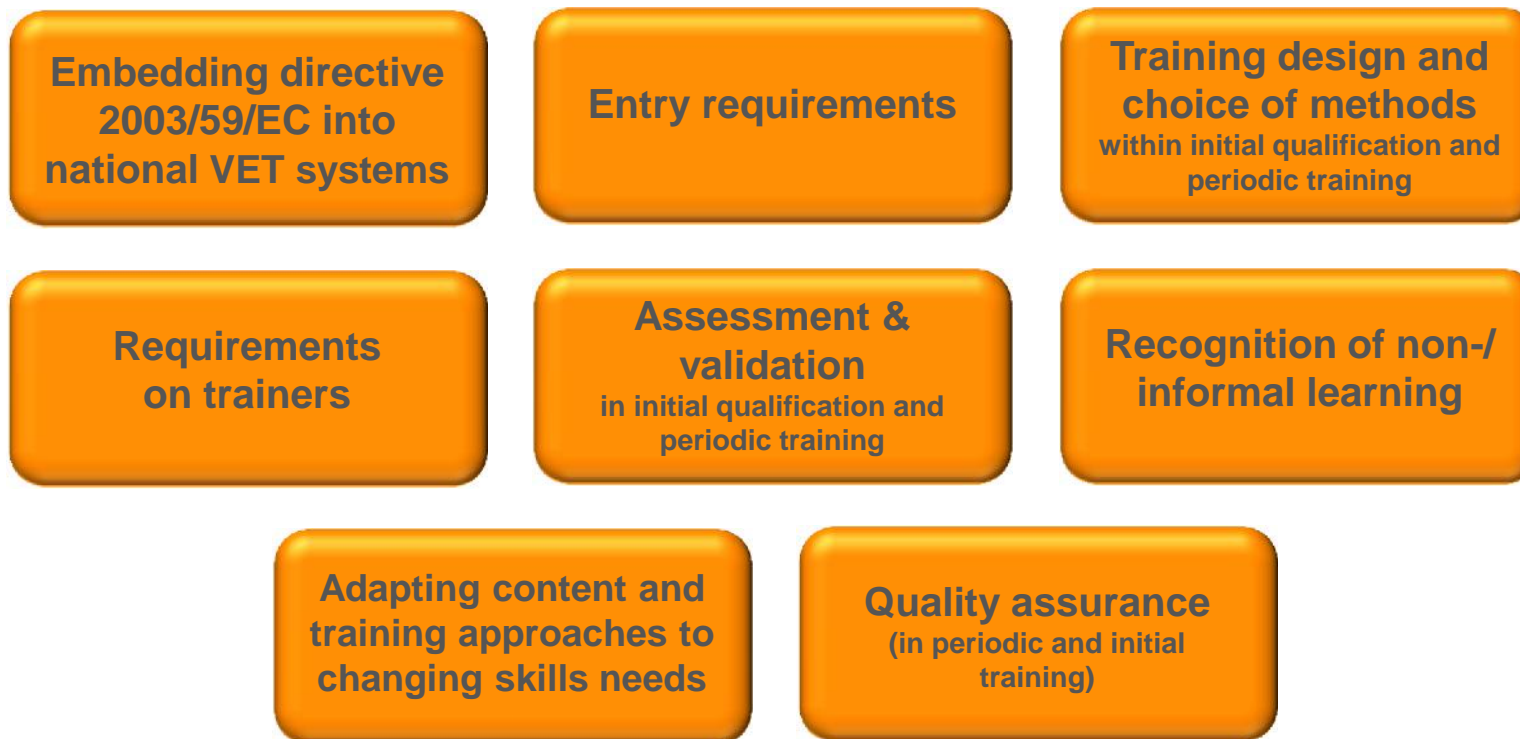 Embedding directive
2003/59/EC into
national VET systems
Entry requirements
Training design and
choice of methods
within initial qualification and
periodic training
Requirements
on trainers
Assessment &
validation
in initial qualification and
periodic training
Recognition of non-/
informal learning
Adapting content and
training approaches to
changing skills needs
Quality assurance
(in periodic and initial
training)